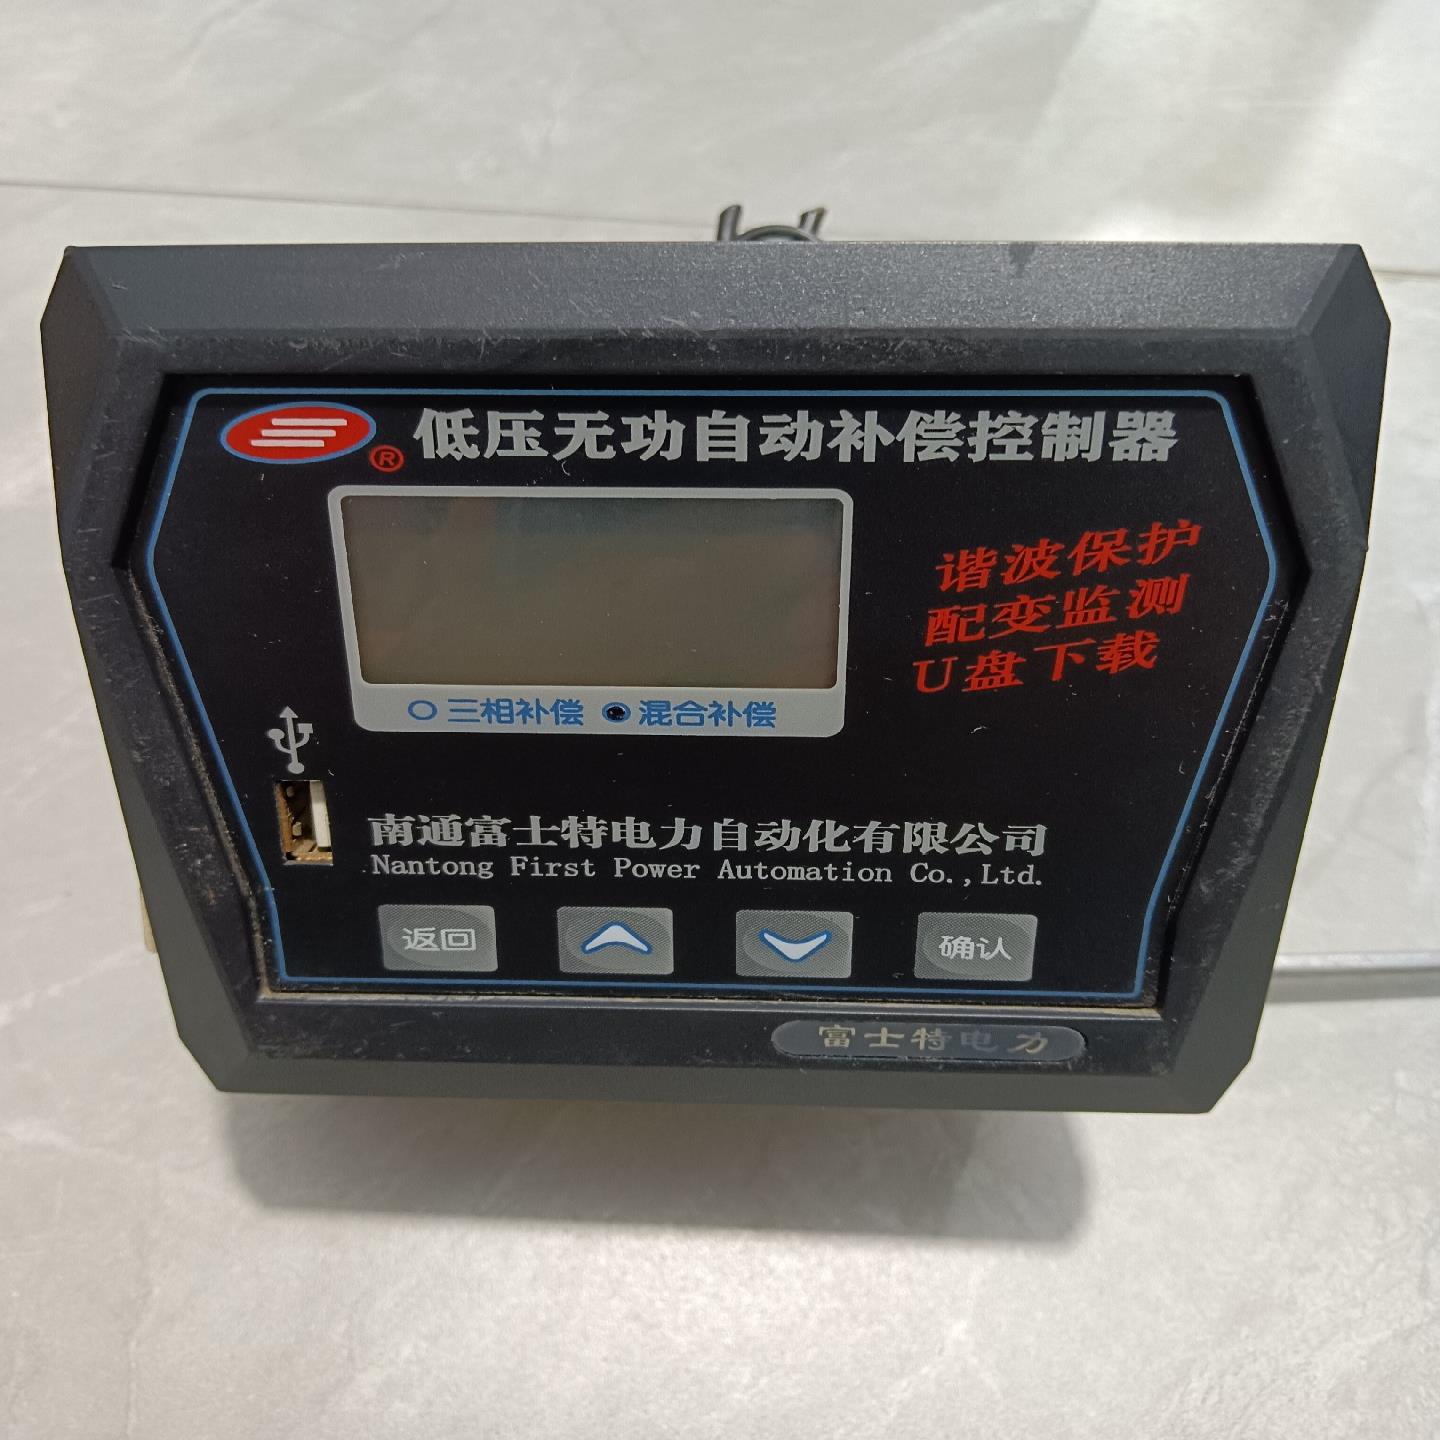 ® 低压无功自动补偿控制器
谐波保护
配变监测
U盘下载
三相补偿 混合补偿
南通富士特电力自动化有限公司
Nantong First Power Automation Co.,Ltd.
返回 确认
富士特电力